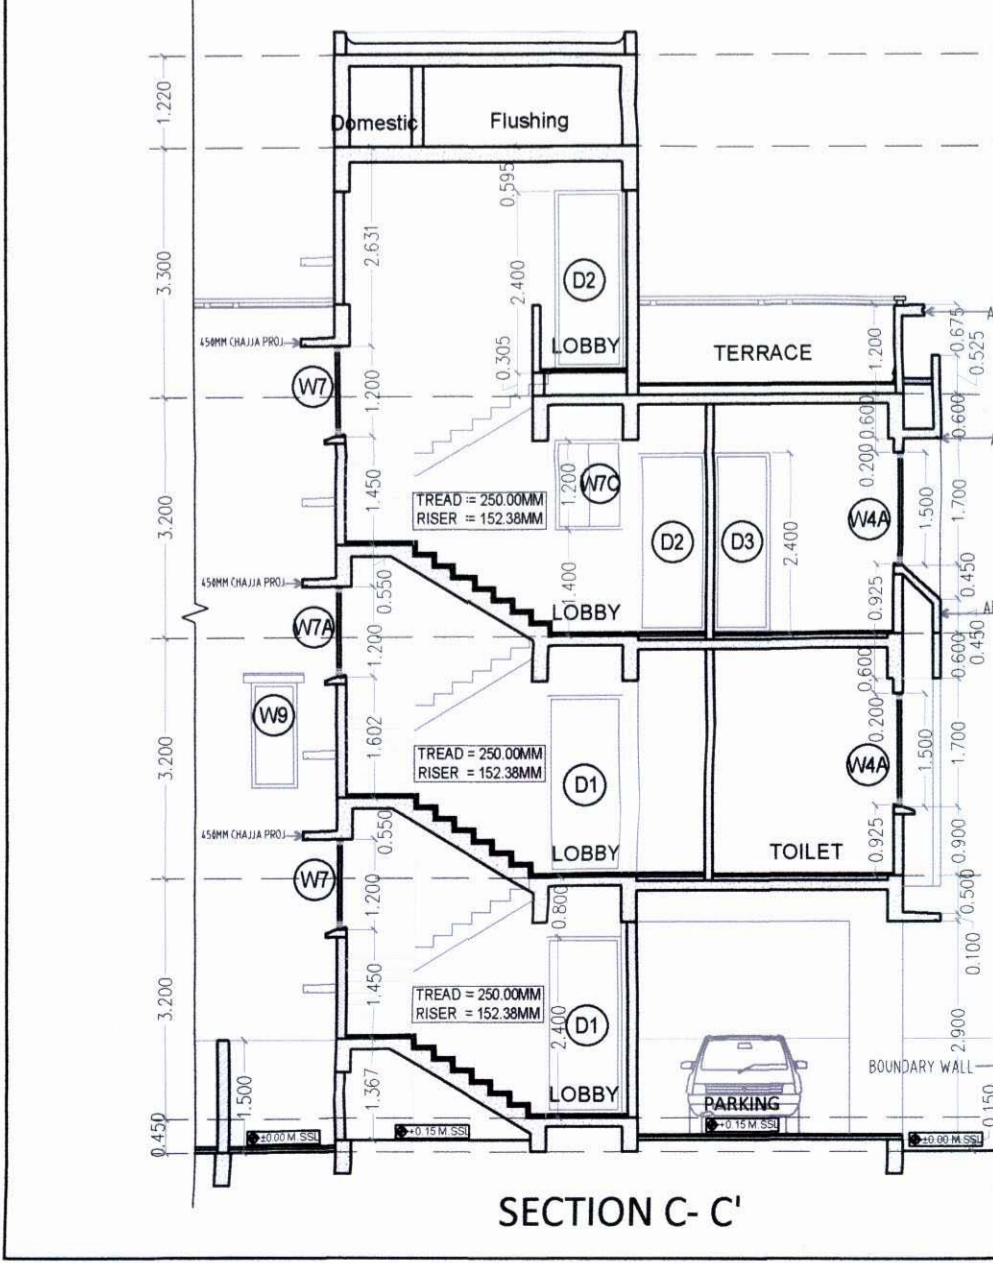 1.220
Domestic
Flushing
0.595
3.300
2.631
2.400
D2
450MM CHAJJA PROJ
LOBBY
TERRACE
1.200
0.675
0.525
0.305
W7
1.200
0.600
0.600
3.200
1.450
TREAD = 250.00MM
RISER = 152.38MM
1.200
W7C
D2
D3
2.400
0.200
W4A
1.500
1.700
450MM CHAJJA PROJ
0.550
1.400
LOBBY
0.925
0.450
W7A
1.200
0.600
0.600
0.450
W9
3.200
1.602
TREAD = 250.00MM
RISER = 152.38MM
D1
0.200
W4A
1.500
1.700
450MM CHAJJA PROJ
0.550
LOBBY
TOILET
0.925
0.900
W7
1.200
0.800
0.500
0.100
3.200
1.450
TREAD = 250.00MM
RISER = 152.38MM
2.400
D1
2.900
BOUNDARY WALL
1.500
1.367
LOBBY
PARKING
0.450
±0.00 M.SSL
+0.15 M.SSL
+0.15 M.SSL
±0.00 M.SSL
0.150
SECTION C- C'